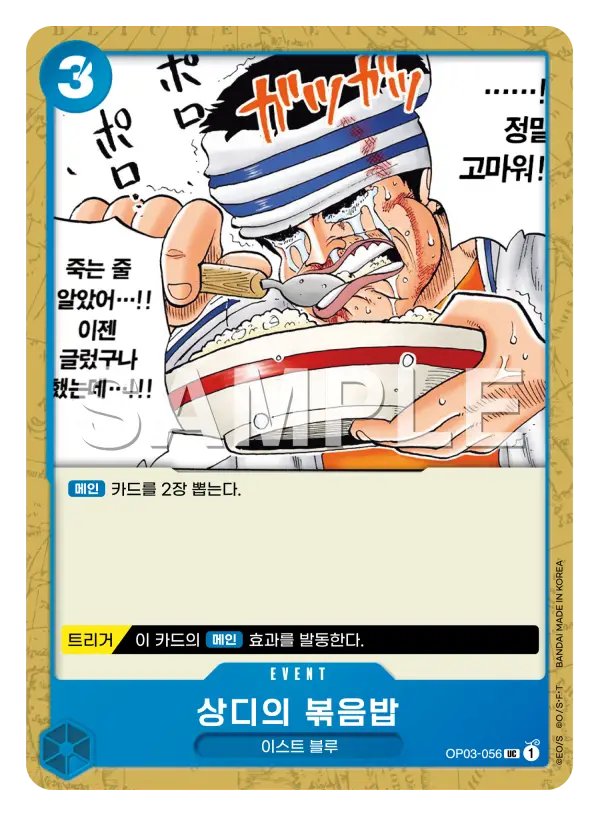 3
ガツガツ
ポロ
ポロ
……!
정말
고마워!
죽는 줄
알았어…!!
이젠
글렀구나
했는데…!!!
SAMPLE
메인 카드를 2장 뽑는다.
트리거 이 카드의 메인 효과를 발동한다.
EVENT
상디의 볶음밥
이스트 블루
OP03-056 UC 1
©EO/S ©O/S·F·T BANDAI MADE IN KOREA